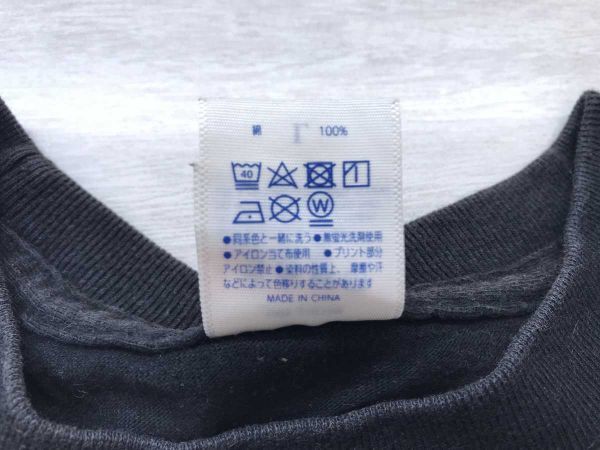 綿 100%
40
W
●同系色と一緒に洗う ●無蛍光洗剤使用
●アイロン当て布使用 ●プリント部分
アイロン禁止 ●染料の性質上、摩擦や汗
などによって色移りすることがあります
MADE IN CHINA